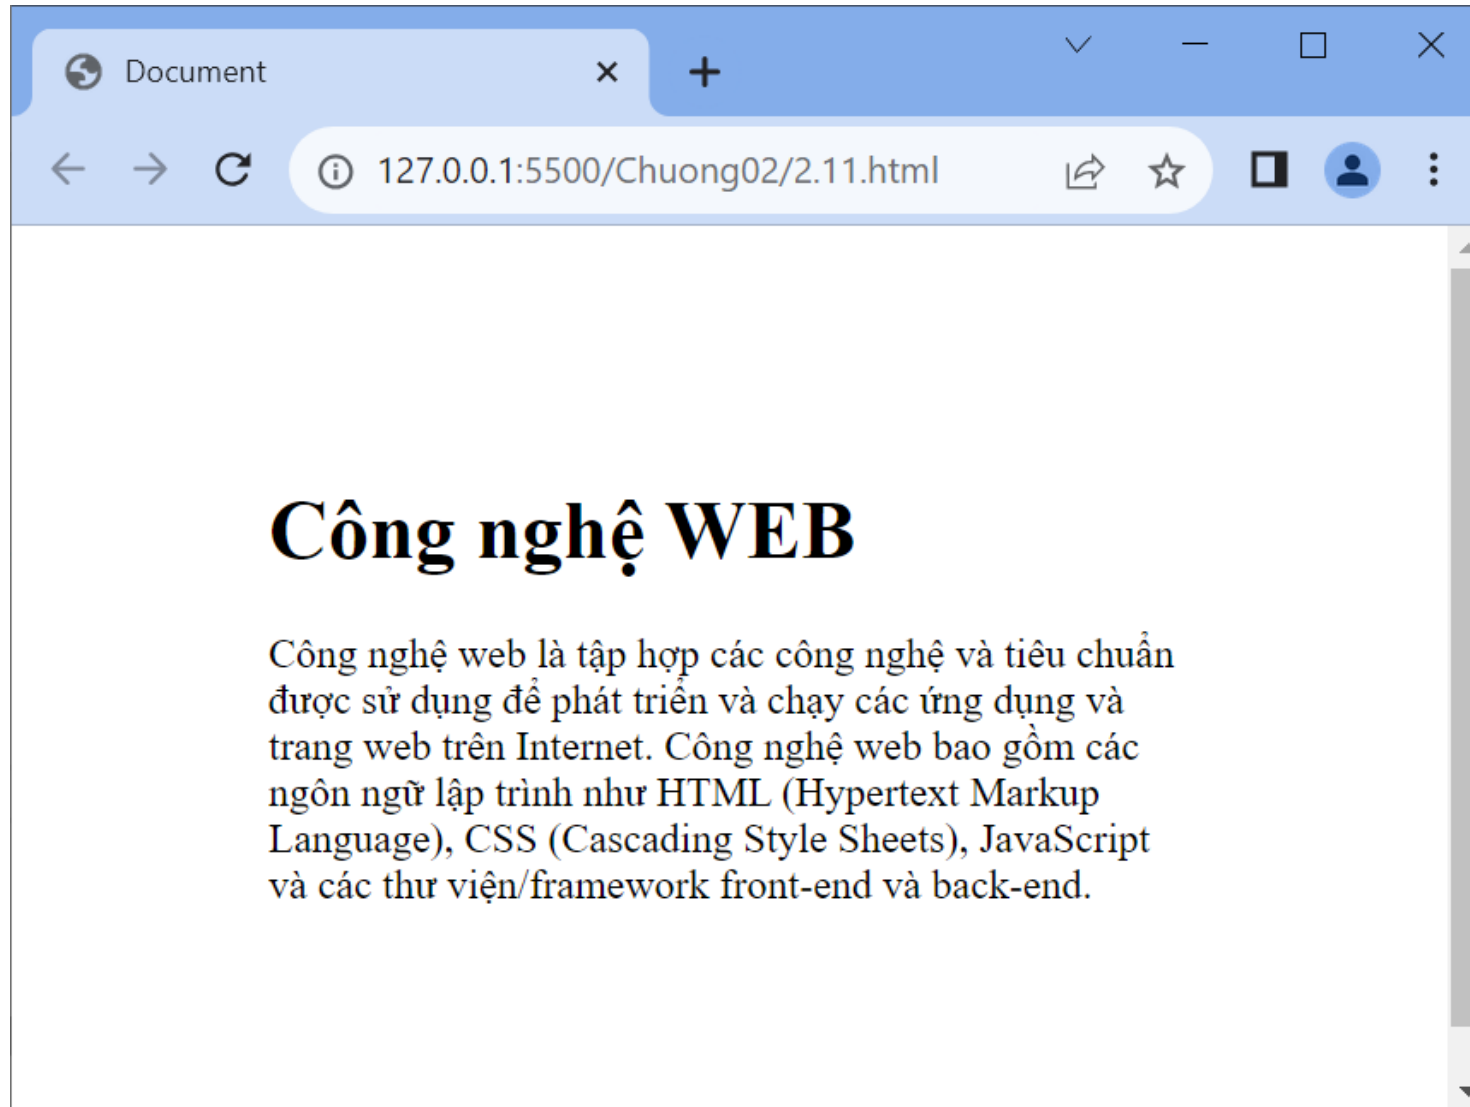 Document
127.0.0.1:5500/Chuong02/2.11.html
Công nghệ WEB
Công nghệ web là tập hợp các công nghệ và tiêu chuẩn
được sử dụng để phát triển và chạy các ứng dụng và
trang web trên Internet. Công nghệ web bao gồm các
ngôn ngữ lập trình như HTML (Hypertext Markup
Language), CSS (Cascading Style Sheets), JavaScript
và các thư viện/framework front-end và back-end.